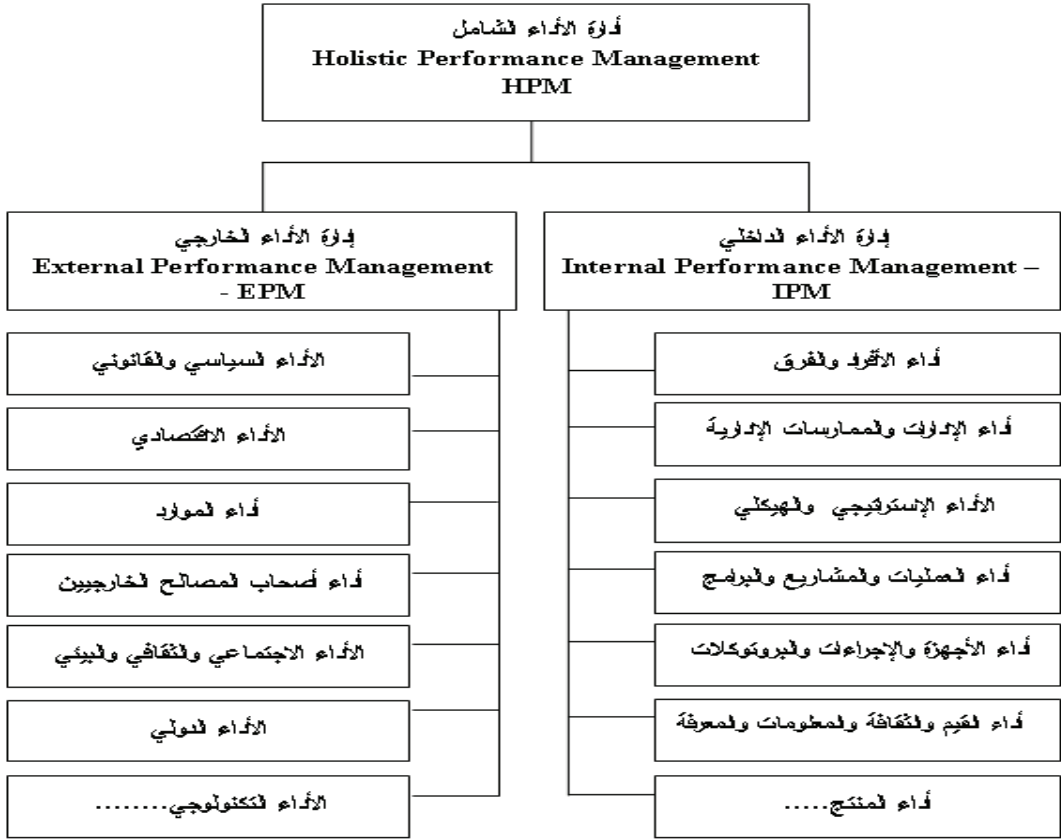 أدارة الأداء الشامل
Holistic Performance Management
HPM
إدارة الأداء الخارجي
External Performance Management
- EPM
إدارة الأداء الداخلي
Internal Performance Management –
IPM
الأداء السياسي والقانوني
الأداء الاقتصادي
أداء الموارد
أداء أصحاب المصالح الخارجيين
الأداء الاجتماعي والثقافي والبيئي
الأداء الدولي
الأداء التكنولوجي........
أداء الأفراد والفرق
أداء الإدارات والممارسات الإدارية
الأداء الإستراتيجي والهيكلي
أداء العمليات والمشاريع والبرامج
أداء الأجهزة والإجراءات والبروتوكلات
أداء القيم والثقافة والمعلومات والمعرفة
أداء المنتج.....